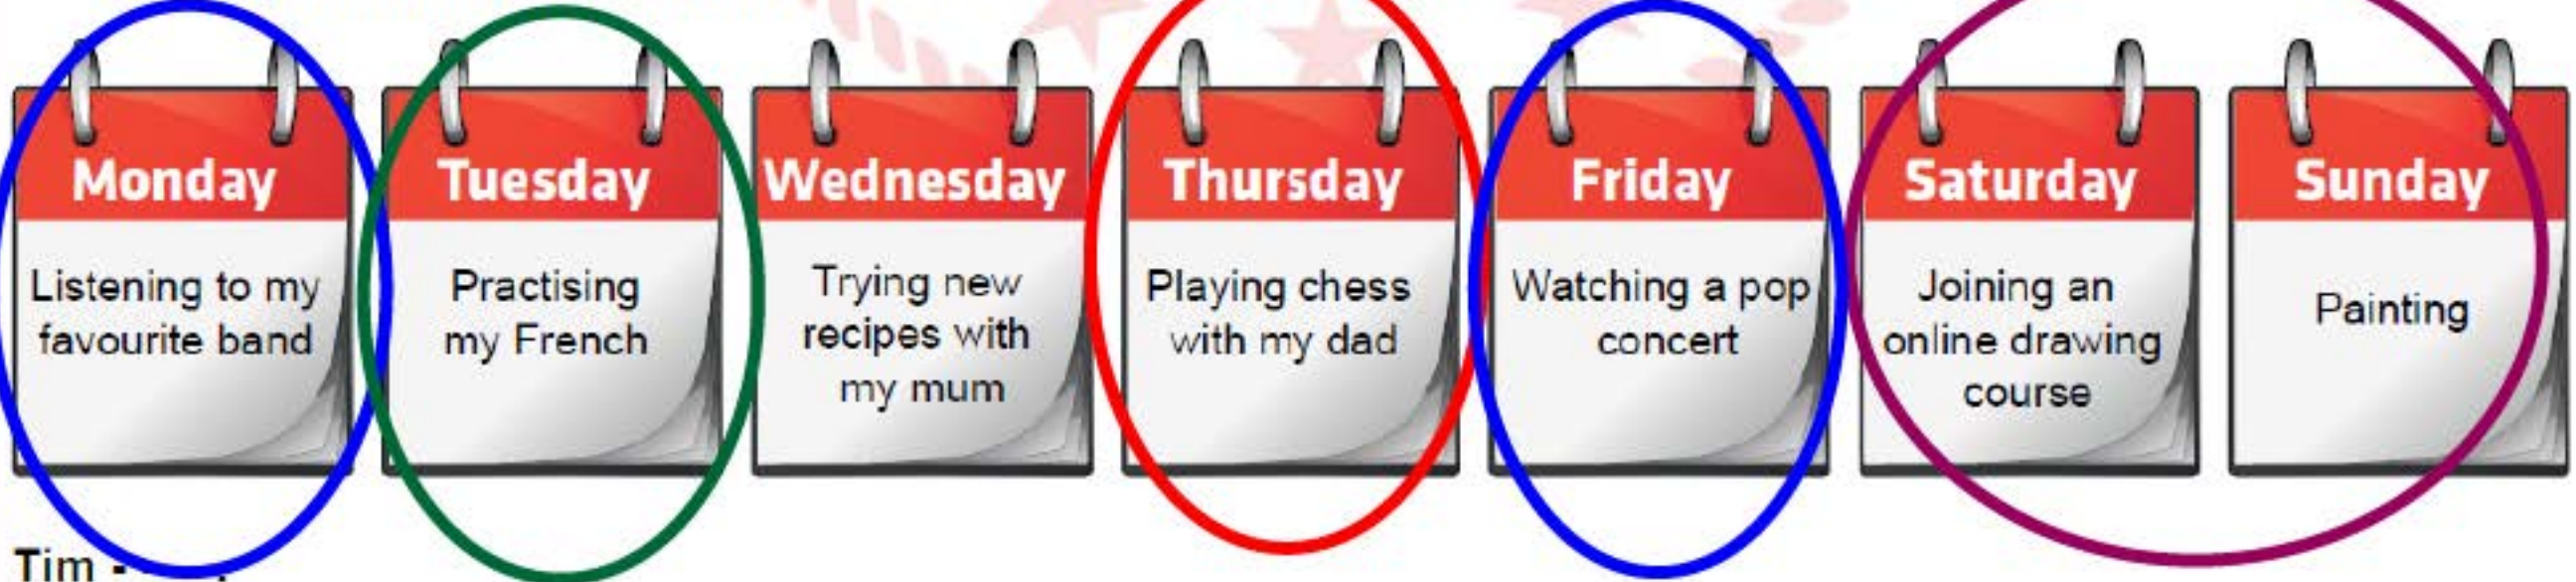 Monday
Listening to my
favourite band
Tuesday
Practising
my French
Wednesday
Trying new
recipes with
my mum
Thursday
Playing chess
with my dad
Friday
Watching a pop
concert
Saturday
Joining an
online drawing
course
Sunday
Painting
Tim -